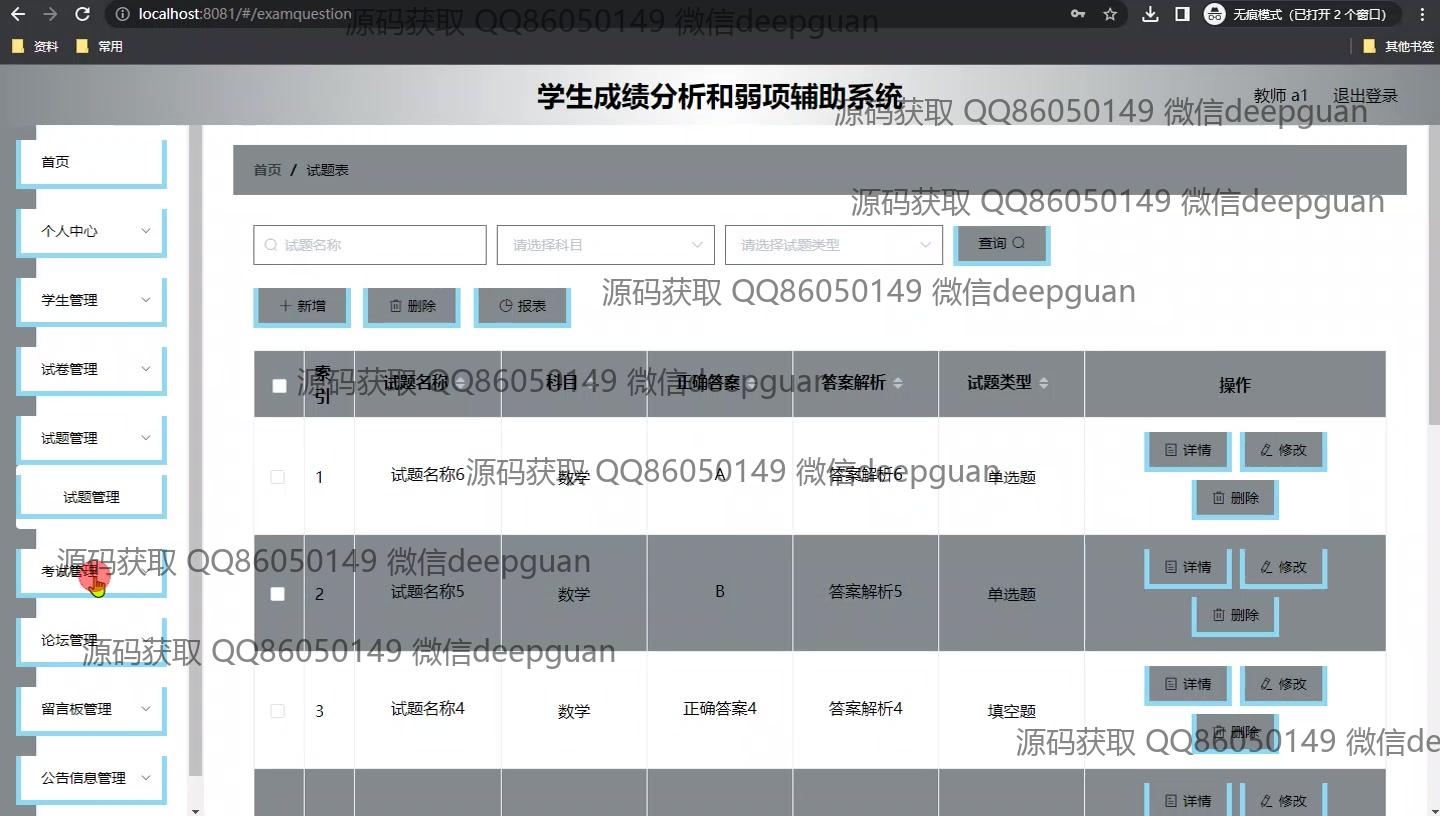 localhost:8081/#/examquestion
无痕模式（已打开 2 个窗口）
资料
常用
其他书签
源码获取 QQ86050149 微信deepguan
学生成绩分析和弱项辅助系统
教师 a1
退出登录
源码获取 QQ86050149 微信deepguan
首页
个人中心
学生管理
试卷管理
试题管理
试题管理
考试管理
论坛管理
留言板管理
公告信息管理
首页 / 试题表
源码获取 QQ86050149 微信deepguan
试题名称
请选择科目
请选择试题类型
查询
新增
删除
报表
源码获取 QQ86050149 微信deepguan
索引 试题名称 科目 正确答案 答案解析 试题类型 操作
源码获取 QQ86050149 微信deepguan
1 试题名称6 数学 A 答案解析6 单选题 详情 修改 删除
源码获取 QQ86050149 微信deepguan
2 试题名称5 数学 B 答案解析5 单选题 详情 修改 删除
源码获取 QQ86050149 微信deepguan
源码获取 QQ86050149 微信deepguan
3 试题名称4 数学 正确答案4 答案解析4 填空题 详情 修改 删除
源码获取 QQ86050149 微信de
详情 修改